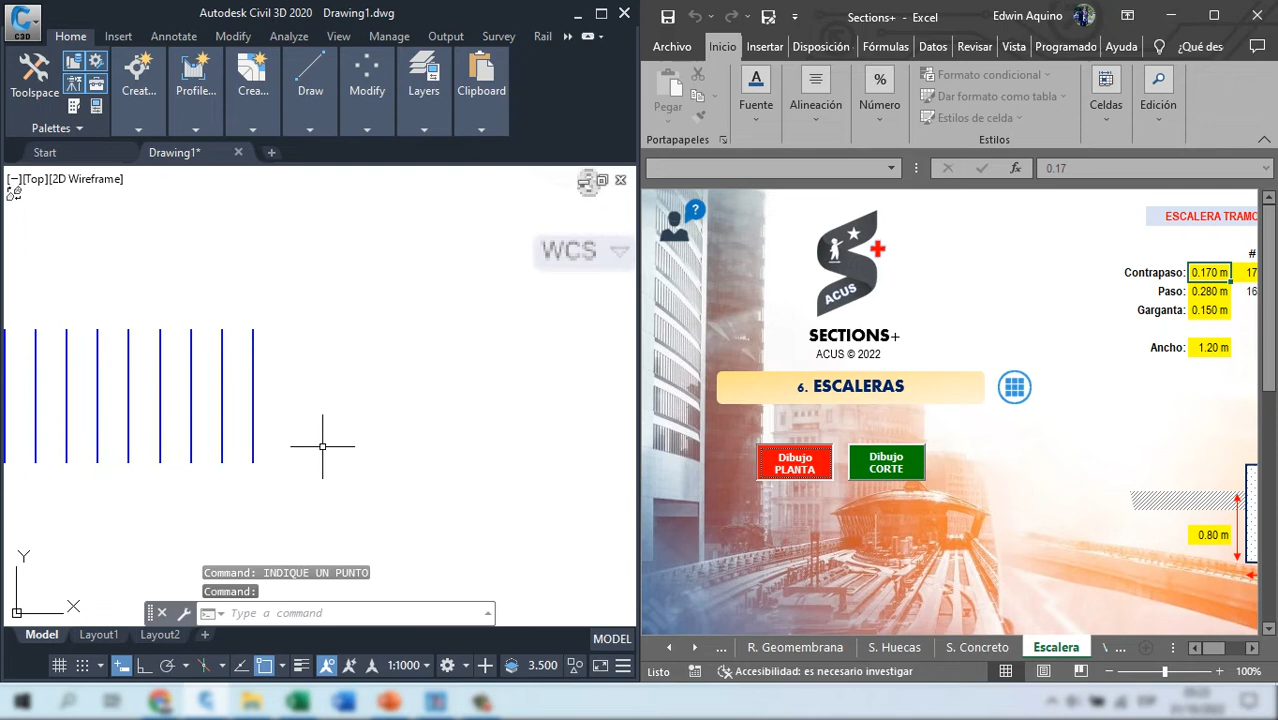 C3D
Autodesk Civil 3D 2020 Drawing1.dwg
Home Insert Annotate Modify Analyze View Manage Output Survey Rail
Toolspace
Creat...
Profile...
Crea...
Draw
Modify
Layers
Clipboard
Palettes
Start
Drawing1*
[−][Top][2D Wireframe]
WCS
Y
X
Command: INDIQUE UN PUNTO
Command:
Type a command
Model Layout1 Layout2 +
MODEL
1:1000
3.500
Sections+ - Excel
Edwin Aquino
Archivo Inicio Insertar Disposición Fórmulas Datos Revisar Vista Programado Ayuda ¿Qué des
Pegar
Fuente
Alineación
Número
Formato condicional
Dar formato como tabla
Estilos de celda
Celdas
Edición
Portapapeles
Estilos
fx
0.17
?
ACUS
SECTIONS+
ACUS © 2022
6. ESCALERAS
Dibujo
PLANTA
Dibujo
CORTE
ESCALERA TRAMO
#
Contrapaso: 0.170 m 17
Paso: 0.280 m 16
Garganta: 0.150 m
Ancho: 1.20 m
0.80 m
... R. Geomembrana S. Huecas S. Concreto Escalera ...
Listo
Accesibilidad: es necesario investigar
100%